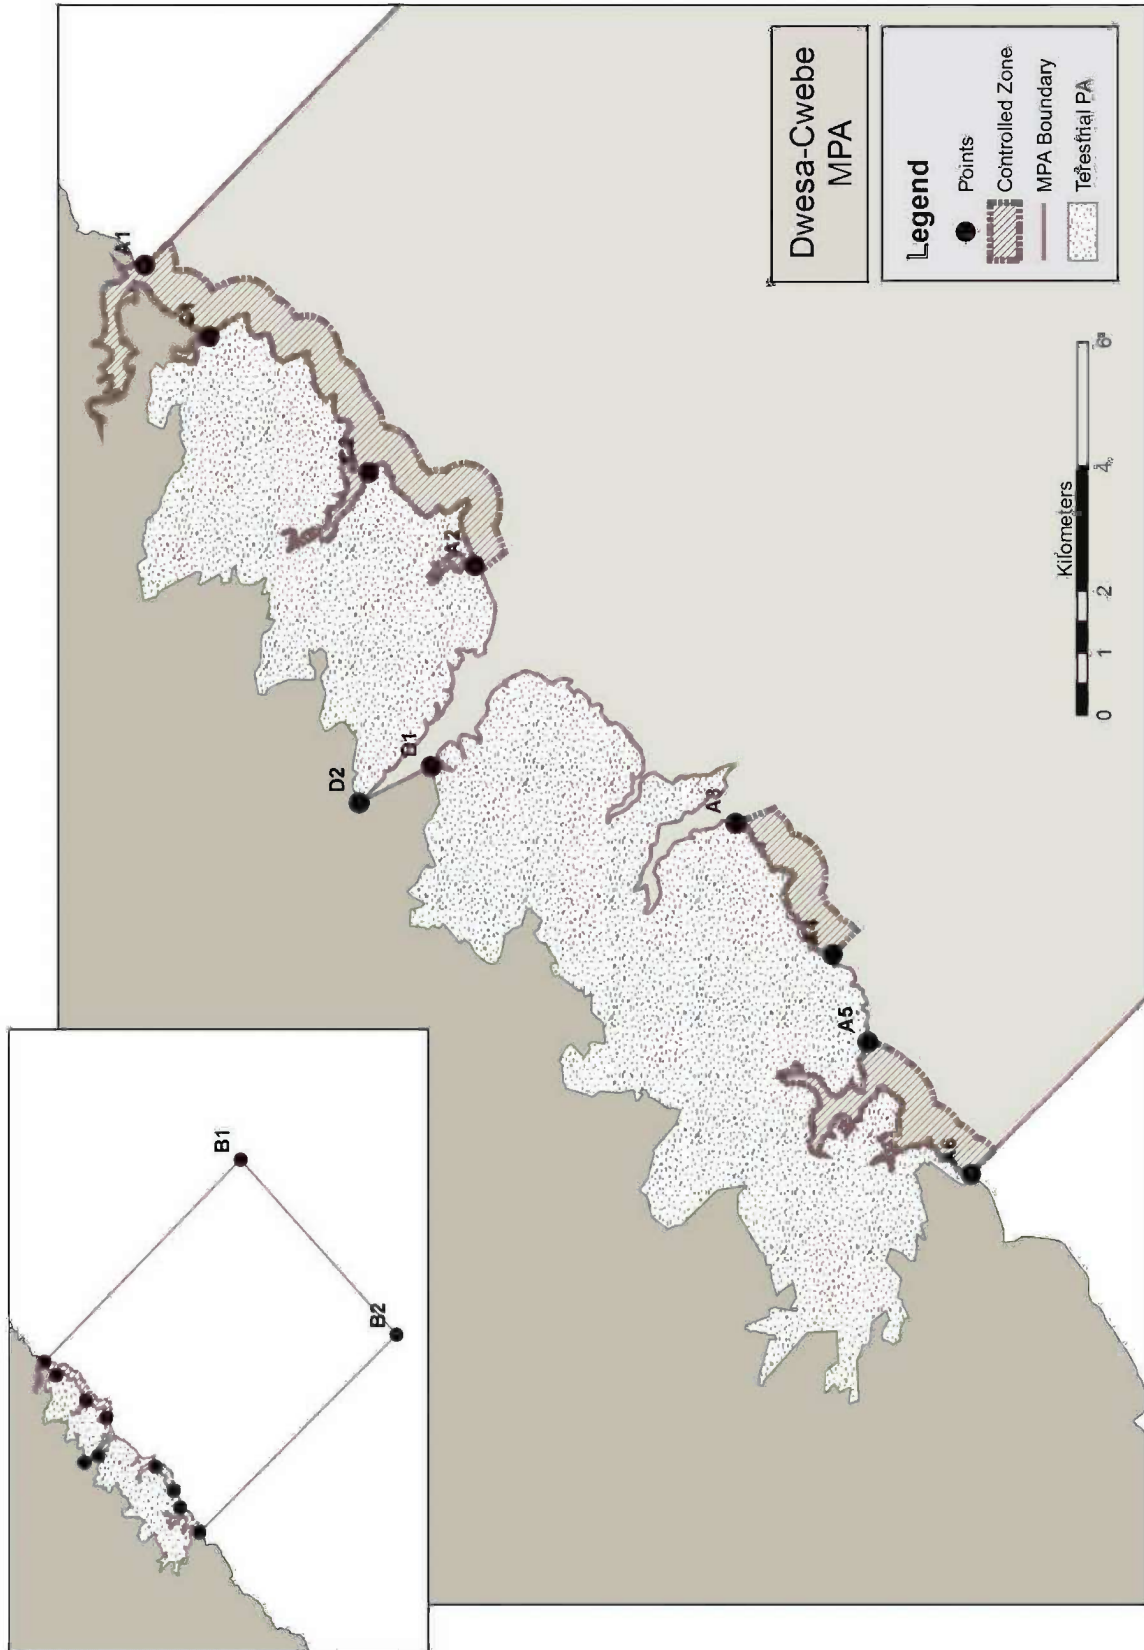 B1
B2
A1
A2
D2
A3
A5
Dwesa-Cwebe
MPA
Legend
Points
Controlled Zone
MPA Boundary
Terestrial PA
Kilometers
0 1 2 4 6